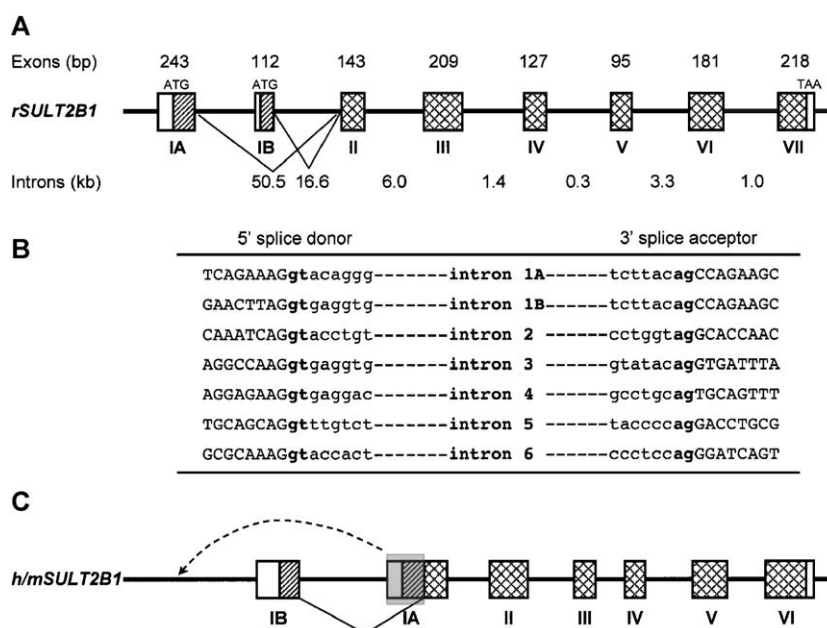 A
Exons (bp) 243 112 143 209 127 95 181 218
ATG ATG TAA
rSULT2B1
IA IB II III IV V VI VII
Introns (kb) 50.5 16.6 6.0 1.4 0.3 3.3 1.0
B
5' splice donor 3' splice acceptor
TCAGAAAGgtacaggg-------intron 1A------tcttacagCCAGAAGC
GAACTTAGgtgaggtg-------intron 1B------tcttacagCCAGAAGC
CAAATCAGgtacctgt-------intron 2-------cctggtagGCACCAAC
AGGCCAAGgtgaggtg-------intron 3-------gtatacagGTGATTTA
AGGAGAAGgtgaggac-------intron 4-------gcctgcagTGCAGTTT
TGCAGCAGgtttgtct-------intron 5-------taccccagGACCTGCG
GCGCAAAGgtaccact-------intron 6-------ccctccagGGATCAGT
C
h/mSULT2B1
IB IA II III IV V VI